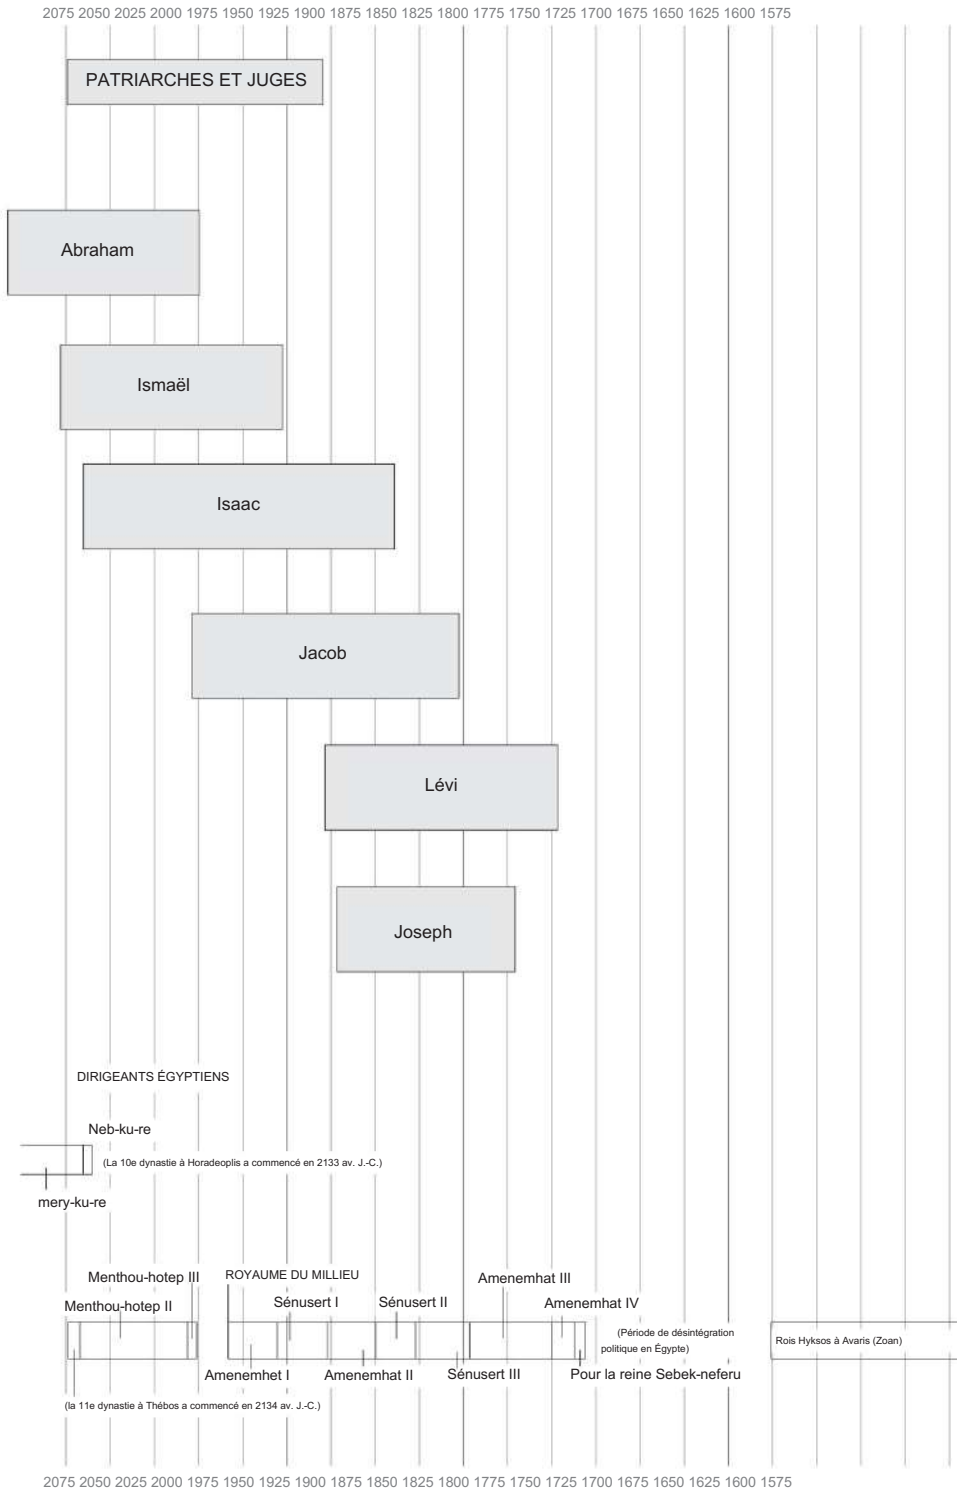 2075 2050 2025 2000 1975 1950 1925 1900 1875 1850 1825 1800 1775 1750 1725 1700 1675 1650 1625 1600 1575
PATRIARCHES ET JUGES
Abraham
Ismaël
Isaac
Jacob
Lévi
Joseph
DIRIGEANTS ÉGYPTIENS
Neb-ku-re
(La 10e dynastie à Horadeoplis a commencé en 2133 av. J.-C.)
mery-ku-re
Menthou-hotep III
ROYAUME DU MILLIEU
Amenemhat III
Menthou-hotep II
Sénusert I
Sénusert II
Amenemhat IV
(Période de désintégration
politique en Égypte)
Rois Hyksos à Avaris (Zoan)
Amenemhet I
Amenemhat II
Sénusert III
Pour la reine Sebek-neferu
(la 11e dynastie à Thébos a commencé en 2134 av. J.-C.)
2075 2050 2025 2000 1975 1950 1925 1900 1875 1850 1825 1800 1775 1750 1725 1700 1675 1650 1625 1600 1575